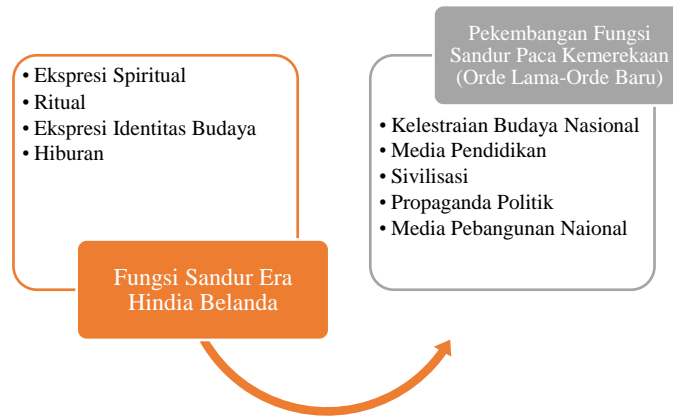 • Ekspresi Spiritual
• Ritual
• Ekspresi Identitas Budaya
• Hiburan
Fungsi Sandur Era
Hindia Belanda
Pekembangan Fungsi
Sandur Paca Kemerekaan
(Orde Lama-Orde Baru)
• Kelestraian Budaya Nasional
• Media Pendidikan
• Sivilisasi
• Propaganda Politik
• Media Pebangunan Naional